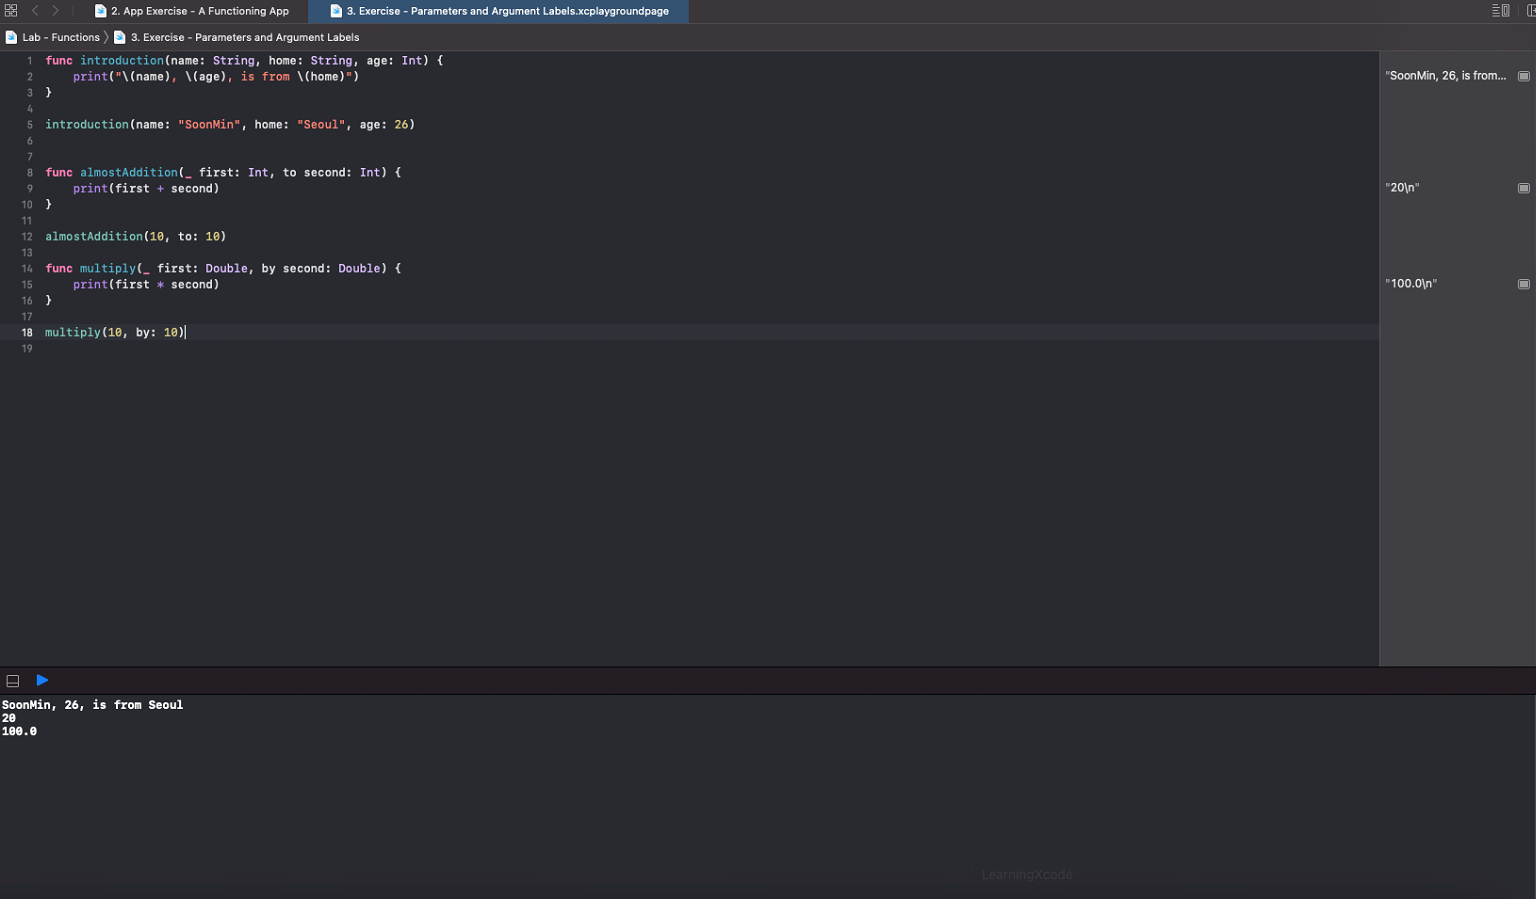 2. App Exercise - A Functioning App
3. Exercise - Parameters and Argument Labels.xcplaygroundpage
Lab - Functions 〉 3. Exercise - Parameters and Argument Labels
1 func introduction(name: String, home: String, age: Int) {
2     print("\(name), \(age), is from \(home)")
3 }
4
5 introduction(name: "SoonMin", home: "Seoul", age: 26)
6
7
8 func almostAddition(_ first: Int, to second: Int) {
9     print(first + second)
10 }
11
12 almostAddition(10, to: 10)
13
14 func multiply(_ first: Double, by second: Double) {
15     print(first * second)
16 }
17
18 multiply(10, by: 10)
19
"SoonMin, 26, is from...
"20\n"
"100.0\n"
SoonMin, 26, is from Seoul
20
100.0
LearningXcode